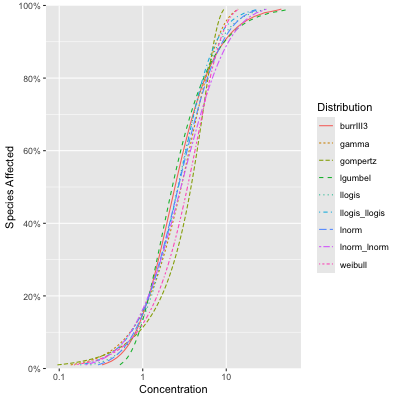 100%
80%
60%
40%
20%
0%
Species Affected
0.1 1 10
Concentration
Distribution
burrIII3
gamma
gompertz
lgumbel
llogis
llogis_llogis
lnorm
lnorm_lnorm
weibull